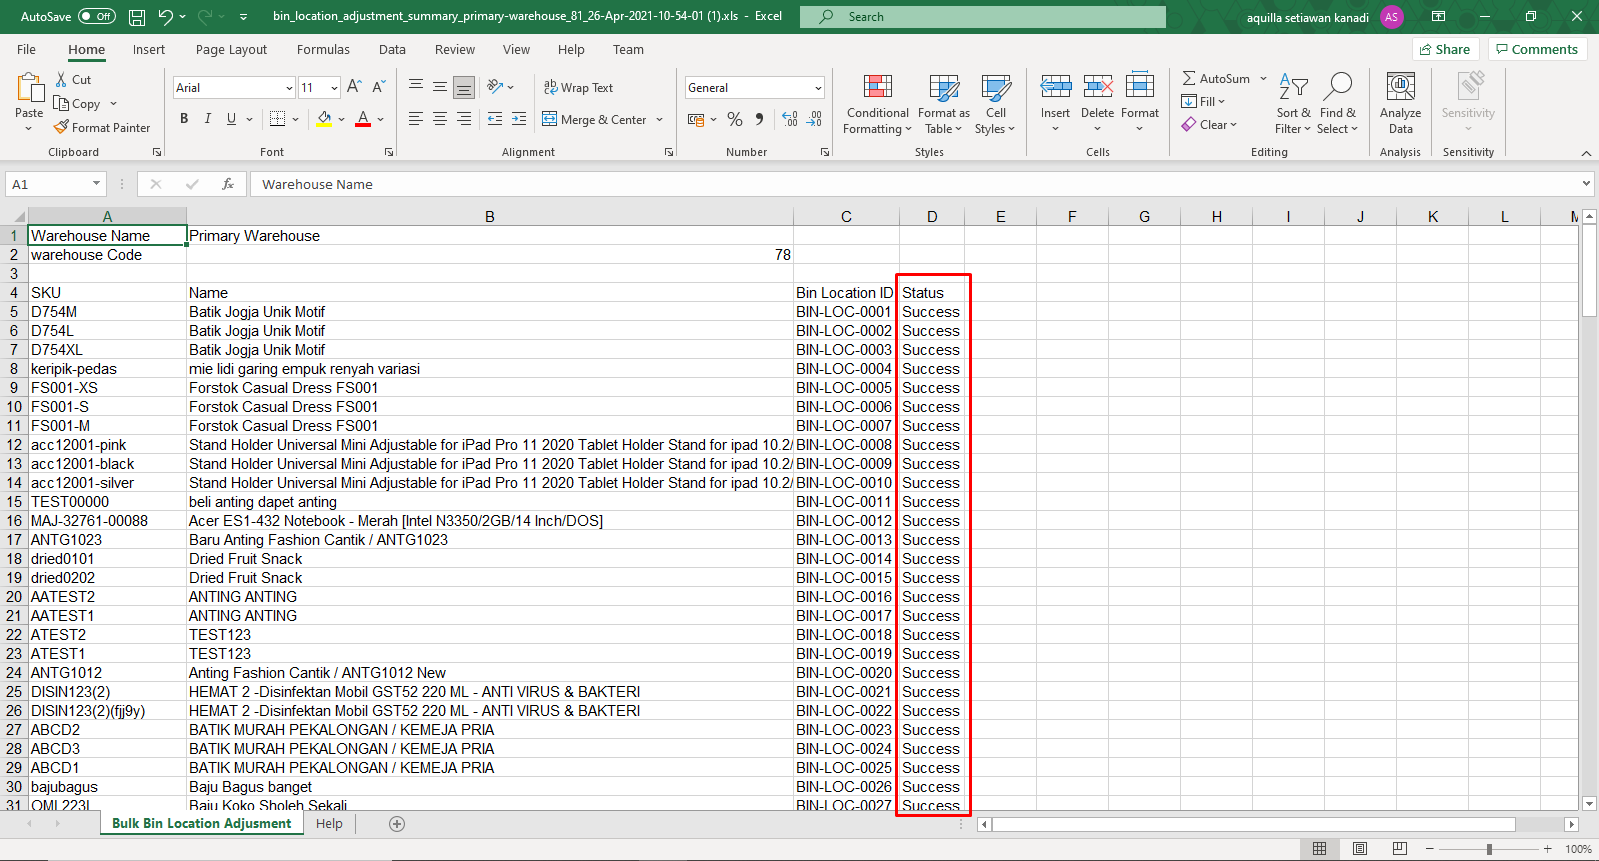 AutoSave Off bin_location_adjustment_summary_primary-warehouse_81_26-Apr-2021-10-54-01 (1).xls - Excel Search aquilla setiawan kanadi AS
File Home Insert Page Layout Formulas Data Review View Help Team Share Comments
Paste Cut Copy Format Painter
Clipboard
Arial 11
B I U A
Font
Wrap Text
Merge & Center
Alignment
General
Number
Conditional Formatting Format as Table Cell Styles
Styles
Insert Delete Format
Cells
AutoSum Fill Clear Sort & Filter Find & Select
Editing
Analyze Data
Analysis
Sensitivity
Sensitivity
A1 fx Warehouse Name
A B C D E F G H I J K L
1 Warehouse Name Primary Warehouse
2 warehouse Code 78
3
4 SKU Name Bin Location ID Status
5 D754M Batik Jogja Unik Motif BIN-LOC-0001 Success
6 D754L Batik Jogja Unik Motif BIN-LOC-0002 Success
7 D754XL Batik Jogja Unik Motif BIN-LOC-0003 Success
8 keripik-pedas mie lidi garing empuk renyah variasi BIN-LOC-0004 Success
9 FS001-XS Forstok Casual Dress FS001 BIN-LOC-0005 Success
10 FS001-S Forstok Casual Dress FS001 BIN-LOC-0006 Success
11 FS001-M Forstok Casual Dress FS001 BIN-LOC-0007 Success
12 acc12001-pink Stand Holder Universal Mini Adjustable for iPad Pro 11 2020 Tablet Holder Stand for ipad 10.2/ BIN-LOC-0008 Success
13 acc12001-black Stand Holder Universal Mini Adjustable for iPad Pro 11 2020 Tablet Holder Stand for ipad 10.2/ BIN-LOC-0009 Success
14 acc12001-silver Stand Holder Universal Mini Adjustable for iPad Pro 11 2020 Tablet Holder Stand for ipad 10.2/ BIN-LOC-0010 Success
15 TEST00000 beli anting dapet anting BIN-LOC-0011 Success
16 MAJ-32761-00088 Acer ES1-432 Notebook - Merah [Intel N3350/2GB/14 Inch/DOS] BIN-LOC-0012 Success
17 ANTG1023 Baru Anting Fashion Cantik / ANTG1023 BIN-LOC-0013 Success
18 dried0101 Dried Fruit Snack BIN-LOC-0014 Success
19 dried0202 Dried Fruit Snack BIN-LOC-0015 Success
20 AATEST2 ANTING ANTING BIN-LOC-0016 Success
21 AATEST1 ANTING ANTING BIN-LOC-0017 Success
22 ATEST2 TEST123 BIN-LOC-0018 Success
23 ATEST1 TEST123 BIN-LOC-0019 Success
24 ANTG1012 Anting Fashion Cantik / ANTG1012 New BIN-LOC-0020 Success
25 DISIN123(2) HEMAT 2 -Disinfektan Mobil GST52 220 ML - ANTI VIRUS & BAKTERI BIN-LOC-0021 Success
26 DISIN123(2)(fjj9y) HEMAT 2 -Disinfektan Mobil GST52 220 ML - ANTI VIRUS & BAKTERI BIN-LOC-0022 Success
27 ABCD2 BATIK MURAH PEKALONGAN / KEMEJA PRIA BIN-LOC-0023 Success
28 ABCD3 BATIK MURAH PEKALONGAN / KEMEJA PRIA BIN-LOC-0024 Success
29 ABCD1 BATIK MURAH PEKALONGAN / KEMEJA PRIA BIN-LOC-0025 Success
30 bajubagus Baju Bagus banget BIN-LOC-0026 Success
31 Baju Koko Sholeh Sekali BIN-LOC-0027 Success
Bulk Bin Location Adjusment Help
100%